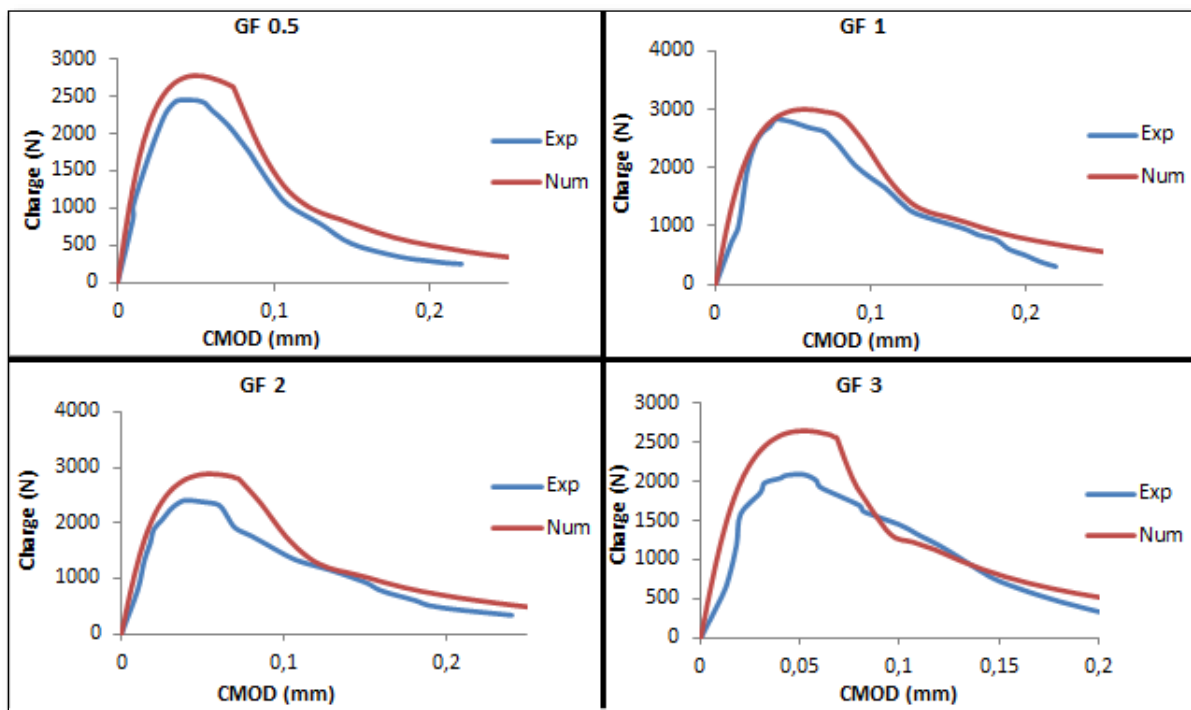 GF 0.5
3000
2500
2000
1500
1000
500
0
Charge (N)
0
0,1
0,2
CMOD (mm)
Exp
Num
GF 1
4000
3000
2000
1000
0
Charge (N)
0
0,1
0,2
CMOD (mm)
Exp
Num
GF 2
4000
3000
2000
1000
0
Charge (N)
0
0,1
0,2
CMOD (mm)
Exp
Num
GF 3
3000
2500
2000
1500
1000
500
0
Charge (N)
0
0,05
0,1
0,15
0,2
CMOD (mm)
Exp
Num